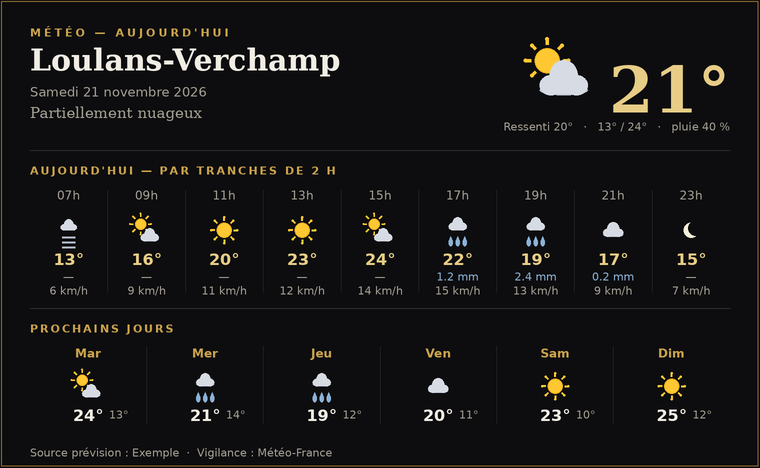 MÉTÉO — AUJOURD'HUI
Loulans-Verchamp
Samedi 21 novembre 2026
Partiellement nuageux
21°
Ressenti 20° · 13° / 24° · pluie 40 %
AUJOURD'HUI — PAR TRANCHES DE 2 H
07h 09h 11h 13h 15h 17h 19h 21h 23h
13° 16° 20° 23° 24° 22° 19° 17° 15°
— — — — — 1.2 mm 2.4 mm 0.2 mm —
6 km/h 9 km/h 11 km/h 12 km/h 14 km/h 15 km/h 13 km/h 9 km/h 7 km/h
PROCHAINS JOURS
Mar Mer Jeu Ven Sam Dim
24° 13° 21° 14° 19° 12° 20° 11° 23° 10° 25° 12°
Source prévision : Exemple · Vigilance : Météo-France